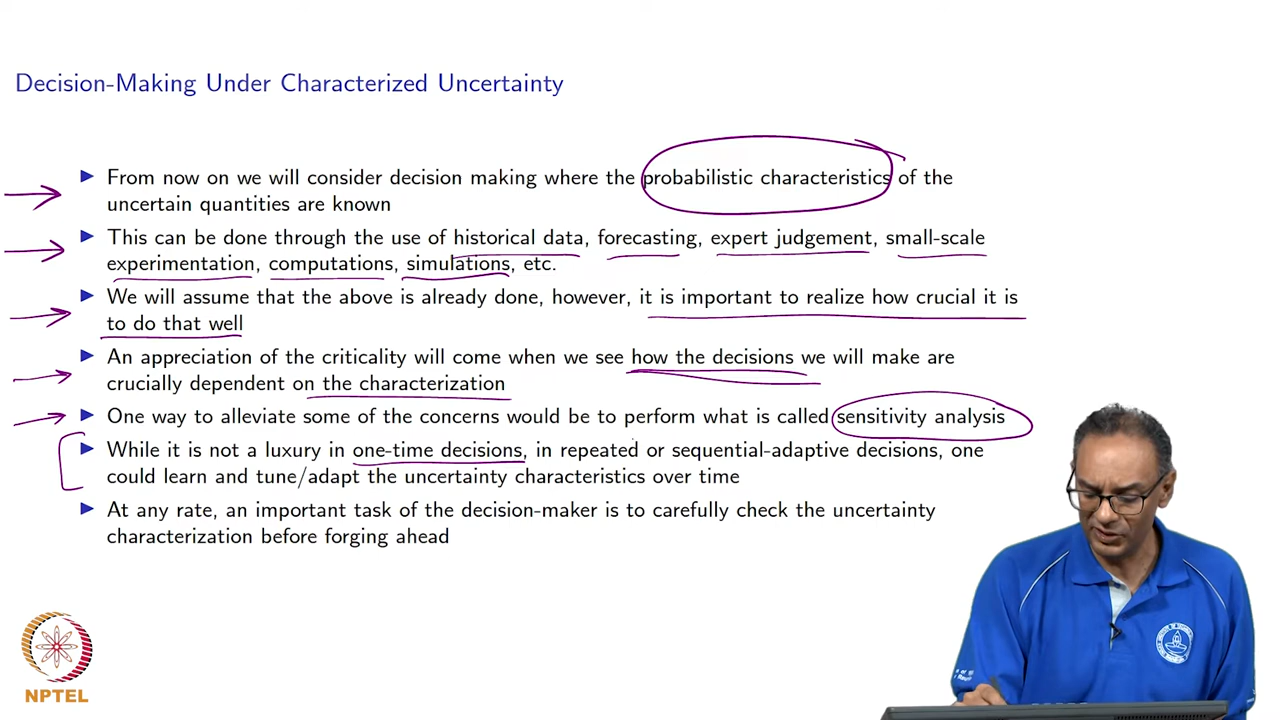 Decision-Making Under Characterized Uncertainty
▶ From now on we will consider decision making where the probabilistic characteristics of the
uncertain quantities are known
▶ This can be done through the use of historical data, forecasting, expert judgement, small-scale
experimentation, computations, simulations, etc.
▶ We will assume that the above is already done, however, it is important to realize how crucial it is
to do that well
▶ An appreciation of the criticality will come when we see how the decisions we will make are
crucially dependent on the characterization
▶ One way to alleviate some of the concerns would be to perform what is called sensitivity analysis
▶ While it is not a luxury in one-time decisions, in repeated or sequential-adaptive decisions, one
could learn and tune/adapt the uncertainty characteristics over time
▶ At any rate, an important task of the decision-maker is to carefully check the uncertainty
characterization before forging ahead
NPTEL